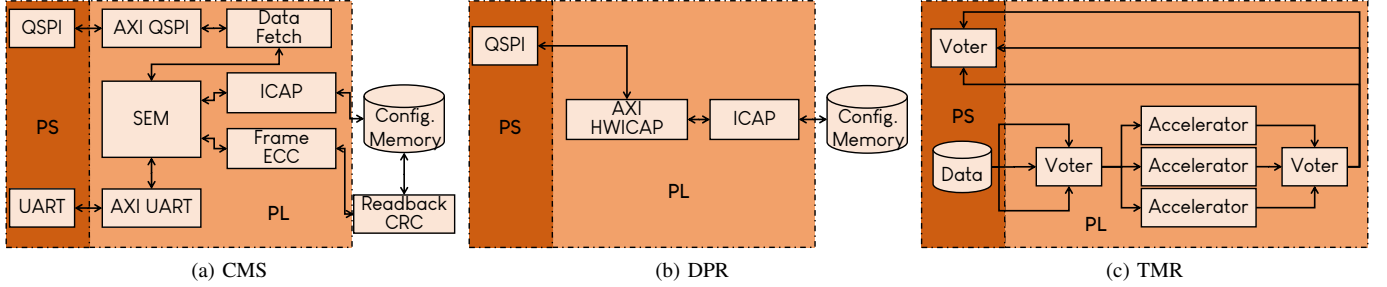 QSPI
AXI QSPI
Data
Fetch
SEM
ICAP
Frame
ECC
PS
UART
AXI UART
PL
Config.
Memory
Readback
CRC
(a) CMS
QSPI
PS
AXI
HWICAP
ICAP
Config.
Memory
PL
(b) DPR
Voter
PS
Data
Voter
Accelerator
Accelerator
Accelerator
Voter
PL
(c) TMR